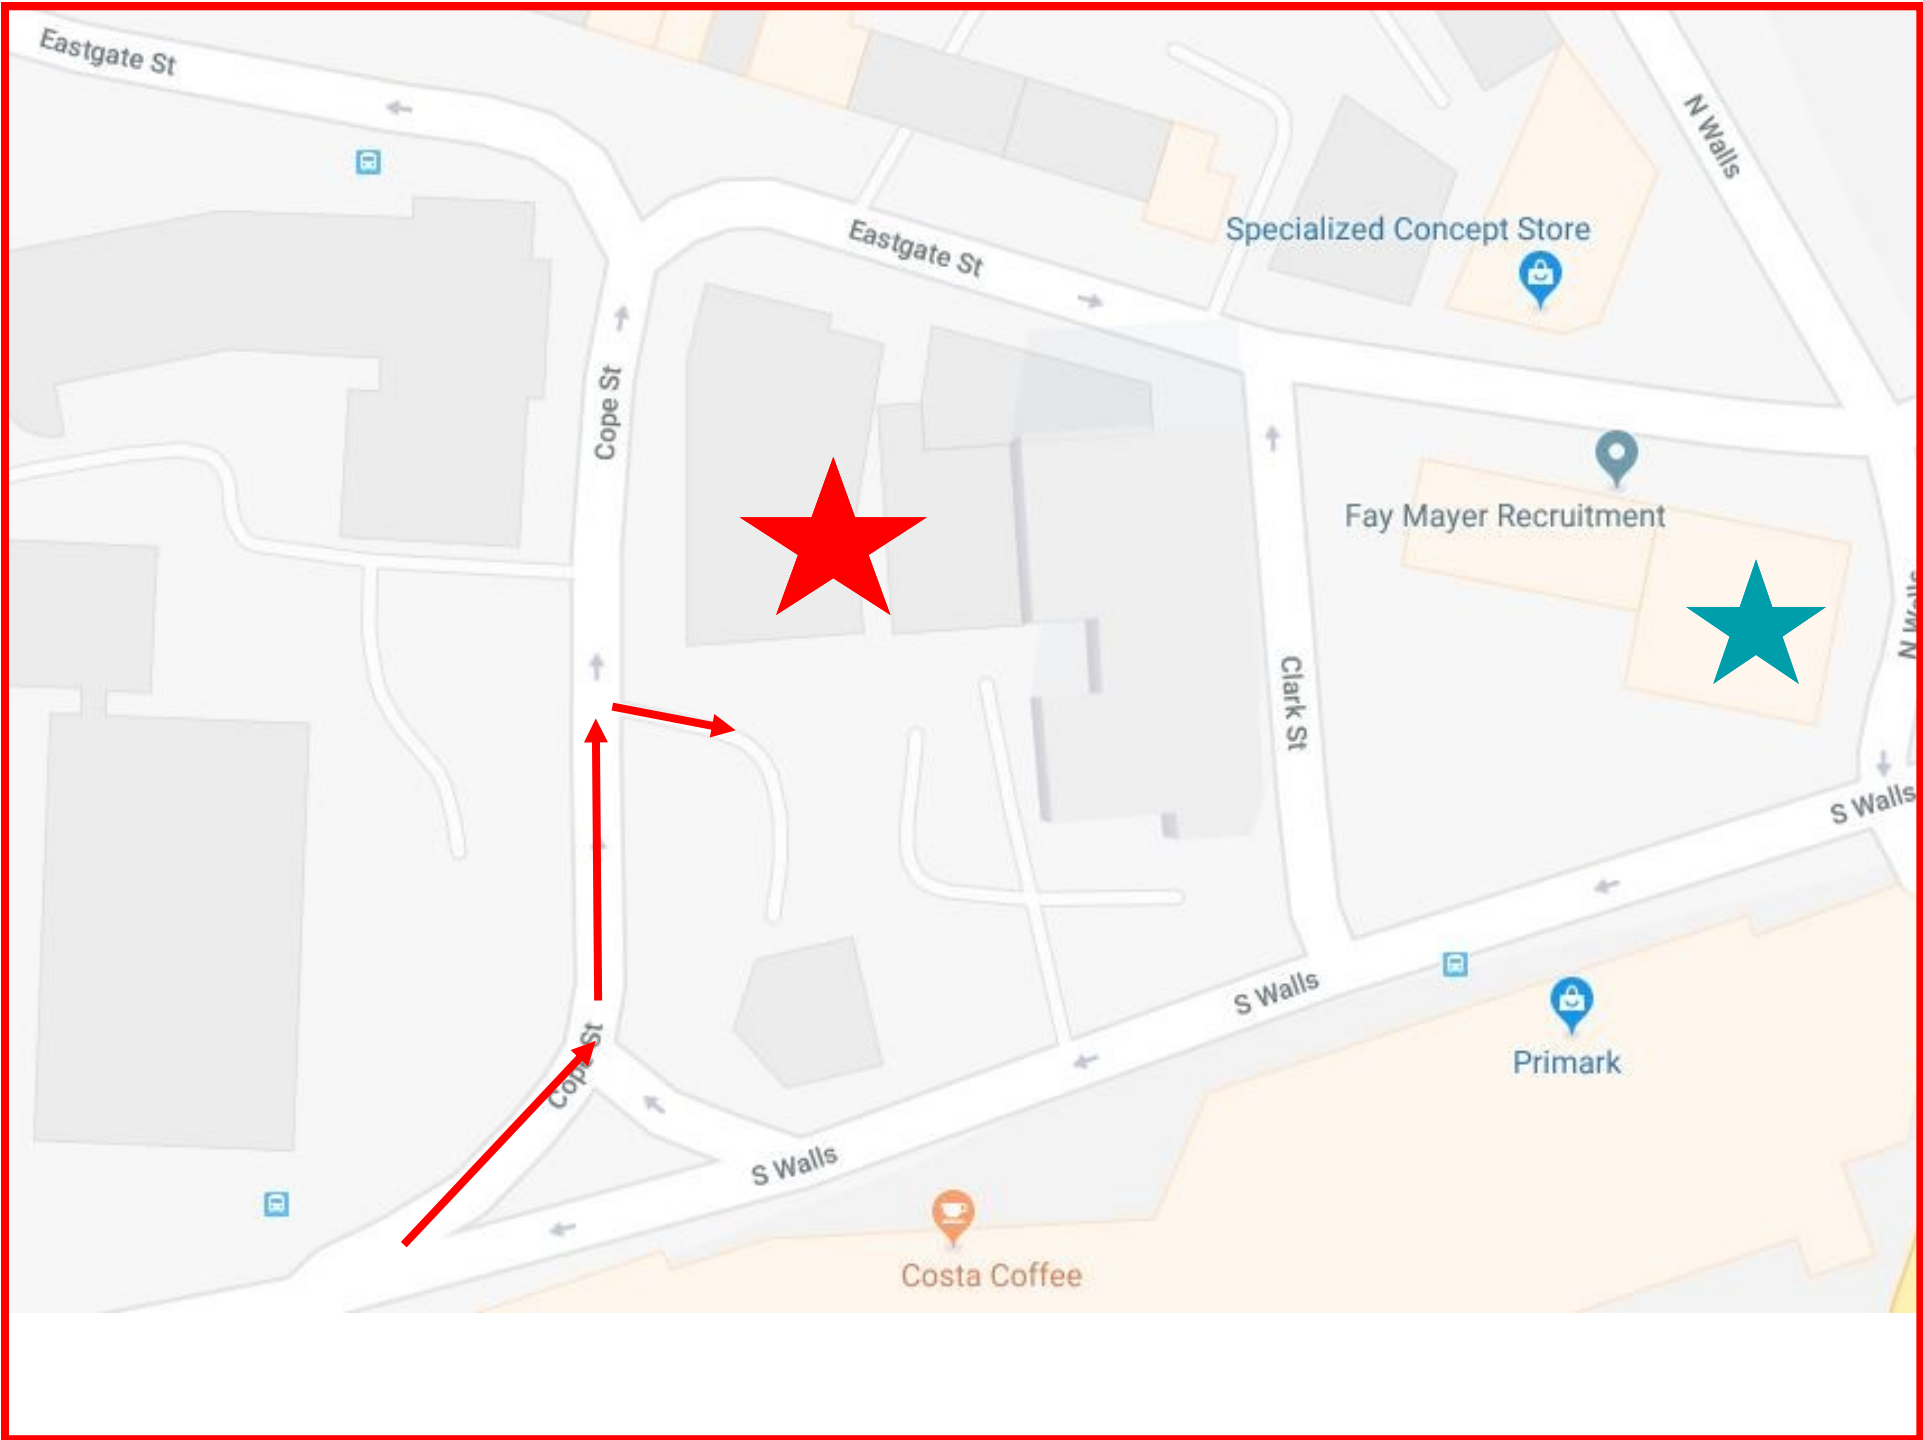 Eastgate St
N Walls
Specialized Concept Store
Eastgate St
Cope St
Fay Mayer Recruitment
N Walls
Clark St
S Walls
S Walls
Cope St
Primark
S Walls
Costa Coffee